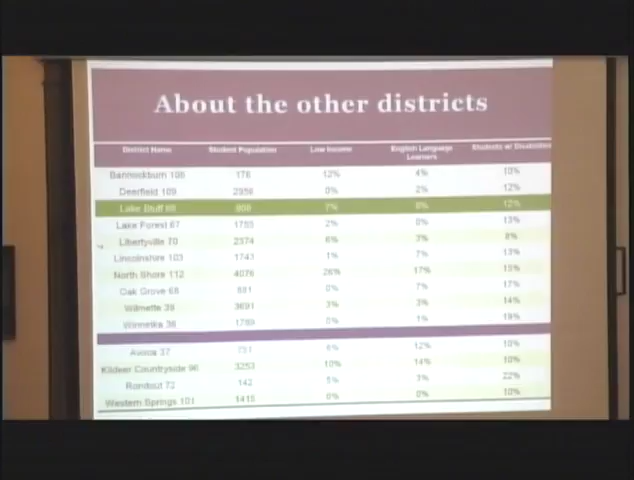 About the other districts
District Name Student Population Low Income English Language Learners Students w/ Disabilities
Bannockburn 106 176 12% 4% 10%
Deerfield 109 2956 0% 2% 12%
Lake Bluff 65 7% 12%
Lake Forest 67 2% 0% 13%
Libertyville 70 2374 6% 3% 8%
Lincolnshire 103 1743 1% 7% 13%
North Shore 112 4076 26% 17% 15%
Oak Grove 68 0% 7% 17%
Wilmette 39 3691 3% 3% 14%
Winnetka 36 0% 1% 19%
Avoca 37 12% 10%
Kildeer Countryside 96 3253 10% 14% 10%
Rondout 72 142 5% 3% 22%
Western Springs 101 1415 0% 0% 10%